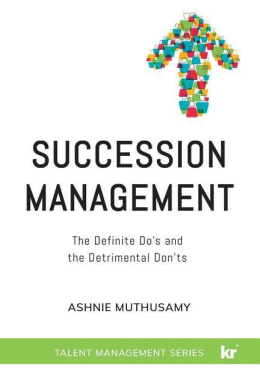 SUCCESSION
MANAGEMENT
The Definite Do's and
the Detrimental Don'ts
ASHNIE MUTHUSAMY
TALENT MANAGEMENT SERIES
kr